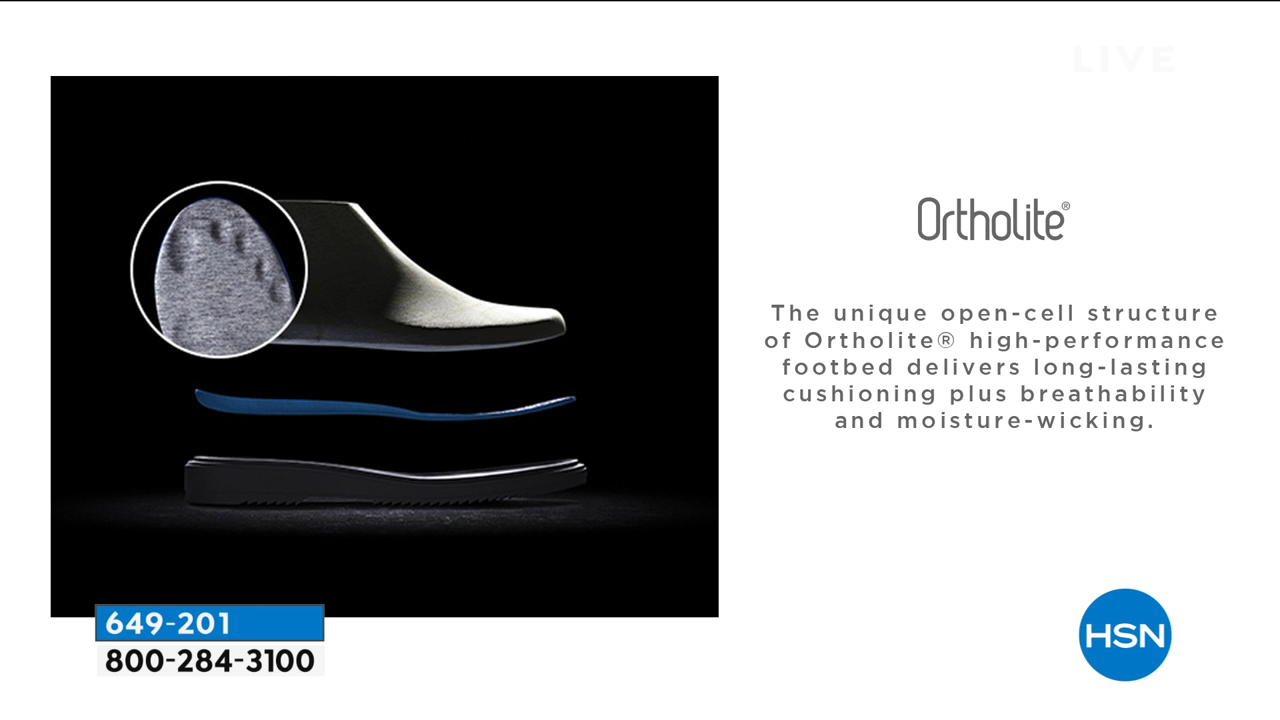 LIVE
Ortholite®
The unique open-cell structure
of Ortholite® high-performance
footbed delivers long-lasting
cushioning plus breathability
and moisture-wicking.
649-201
800-284-3100
HSN